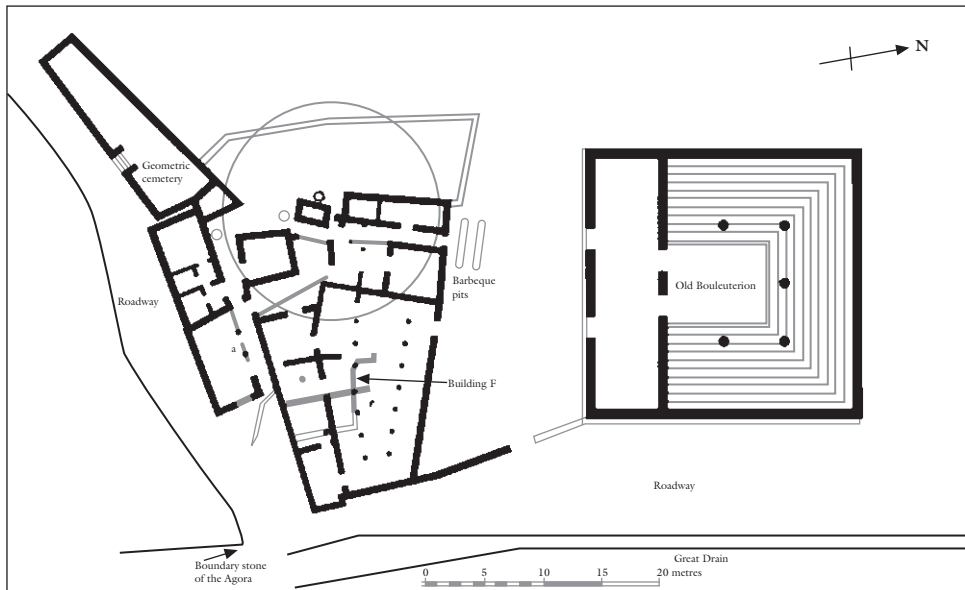 N
Geometric
cemetery
Roadway
a
Barbeque
pits
Old Bouleuterion
Building F
f
Roadway
Boundary stone
of the Agora
Great Drain
0 5 10 15 20 metres